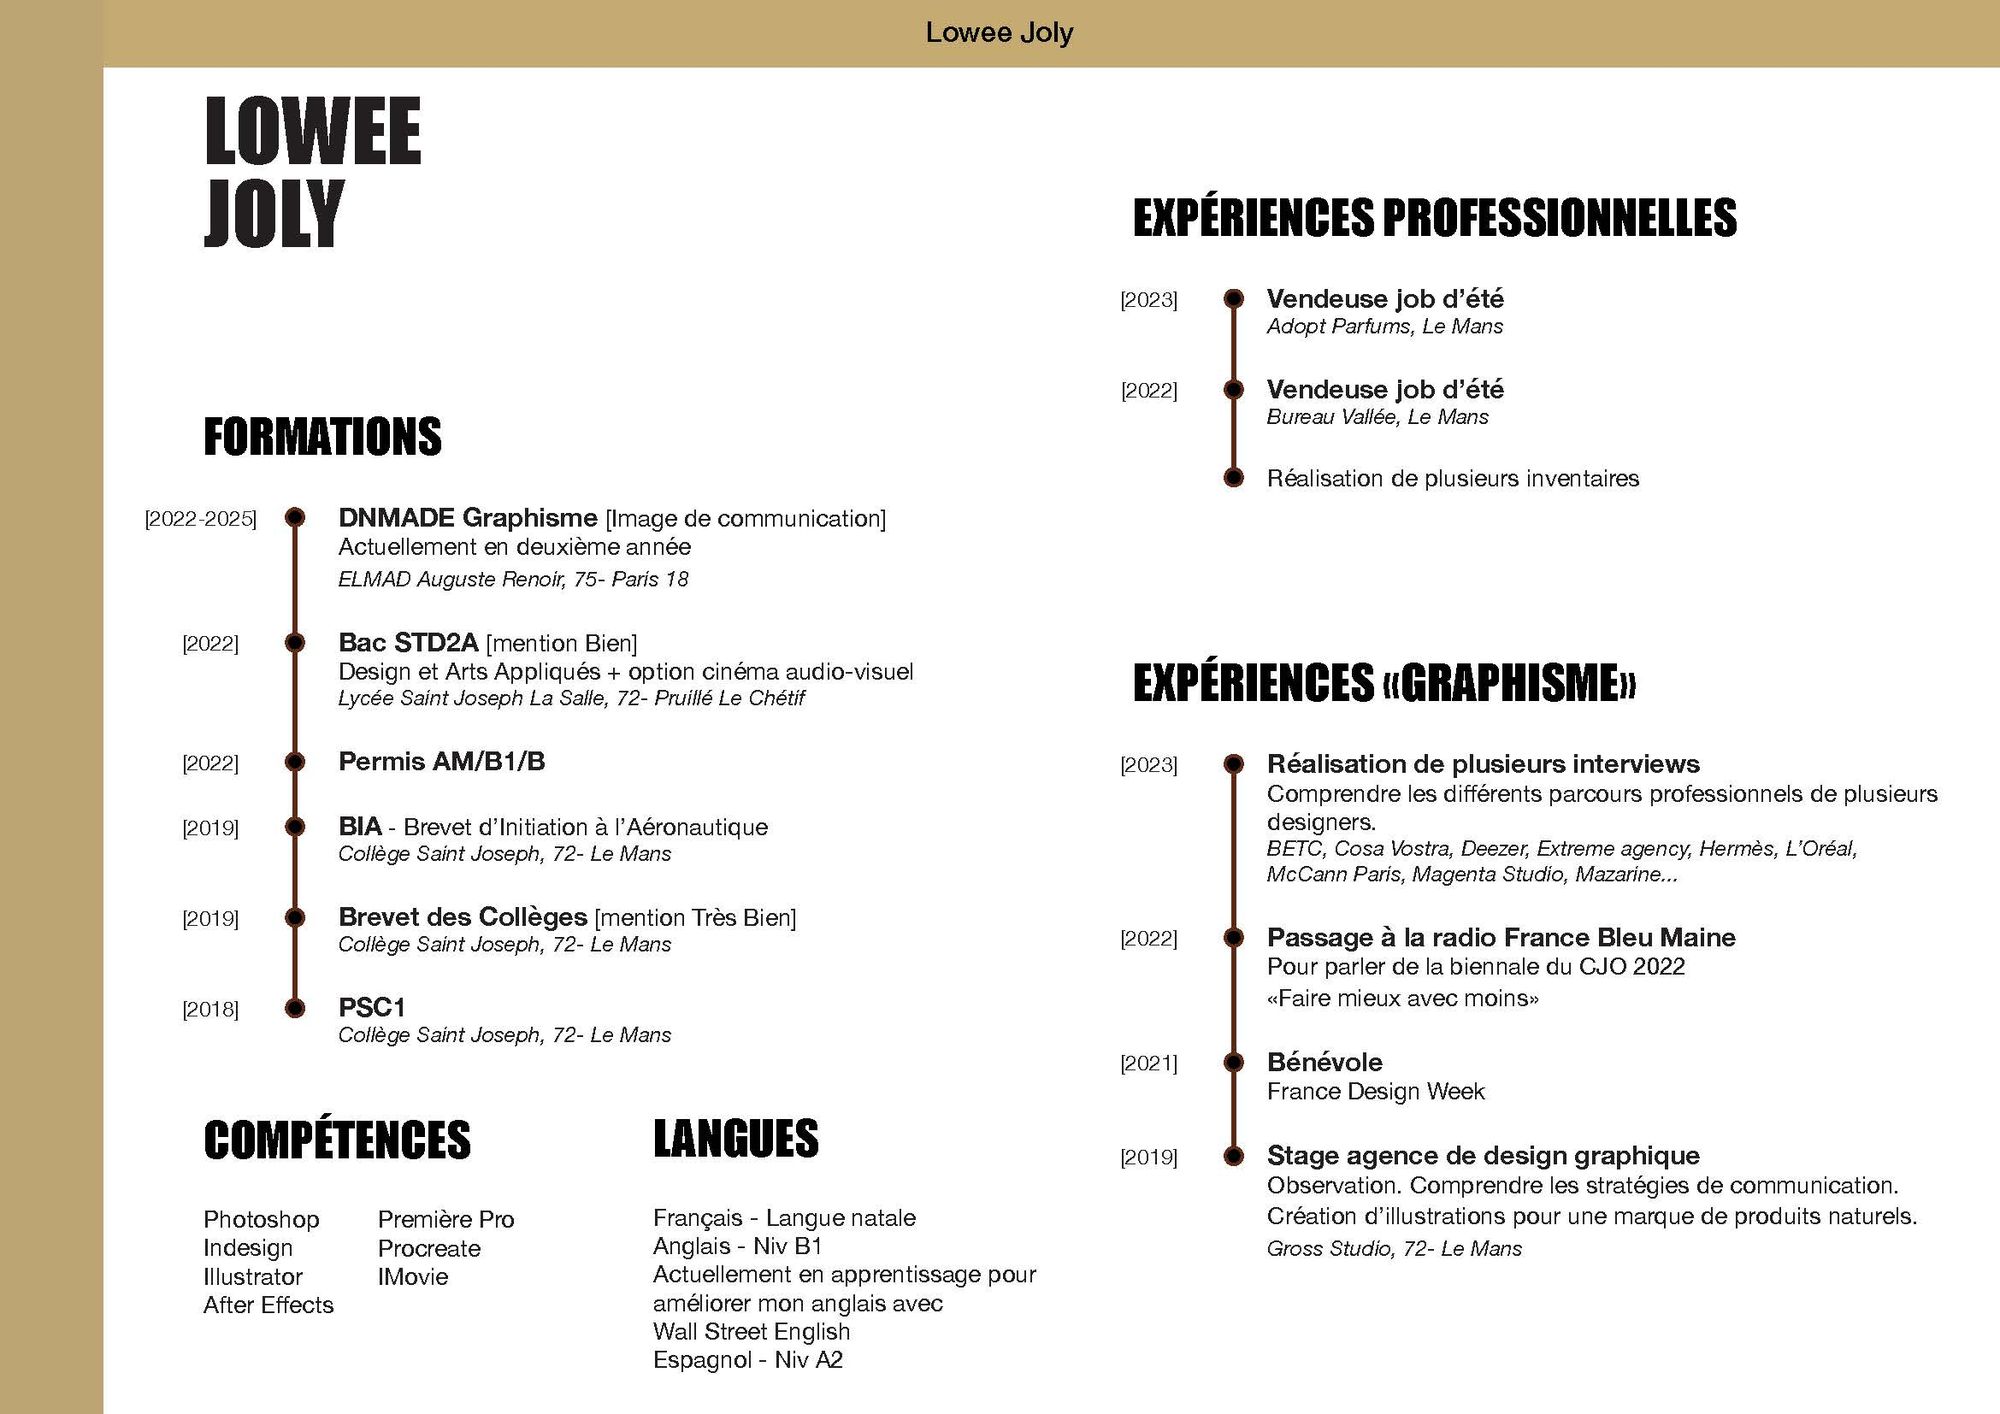 Lowee Joly
LOWEE
JOLY
FORMATIONS
[2022-2025] DNMADE Graphisme [Image de communication]
Actuellement en deuxième année
ELMAD Auguste Renoir, 75- Paris 18
[2022] Bac STD2A [mention Bien]
Design et Arts Appliqués + option cinéma audio-visuel
Lycée Saint Joseph La Salle, 72- Pruillé Le Chétif
[2022] Permis AM/B1/B
[2019] BIA - Brevet d’Initiation à l’Aéronautique
Collège Saint Joseph, 72- Le Mans
[2019] Brevet des Collèges [mention Très Bien]
Collège Saint Joseph, 72- Le Mans
[2018] PSC1
Collège Saint Joseph, 72- Le Mans
COMPÉTENCES
Photoshop
Indesign
Illustrator
After Effects
Première Pro
Procreate
IMovie
LANGUES
Français - Langue natale
Anglais - Niv B1
Actuellement en apprentissage pour
améliorer mon anglais avec
Wall Street English
Espagnol - Niv A2
EXPÉRIENCES PROFESSIONNELLES
[2023] Vendeuse job d’été
Adopt Parfums, Le Mans
[2022] Vendeuse job d’été
Bureau Vallée, Le Mans
Réalisation de plusieurs inventaires
EXPÉRIENCES «GRAPHISME»
[2023] Réalisation de plusieurs interviews
Comprendre les différents parcours professionnels de plusieurs
designers.
BETC, Cosa Vostra, Deezer, Extreme agency, Hermès, L’Oréal,
McCann Paris, Magenta Studio, Mazarine...
[2022] Passage à la radio France Bleu Maine
Pour parler de la biennale du CJO 2022
«Faire mieux avec moins»
[2021] Bénévole
France Design Week
[2019] Stage agence de design graphique
Observation. Comprendre les stratégies de communication.
Création d’illustrations pour une marque de produits naturels.
Gross Studio, 72- Le Mans